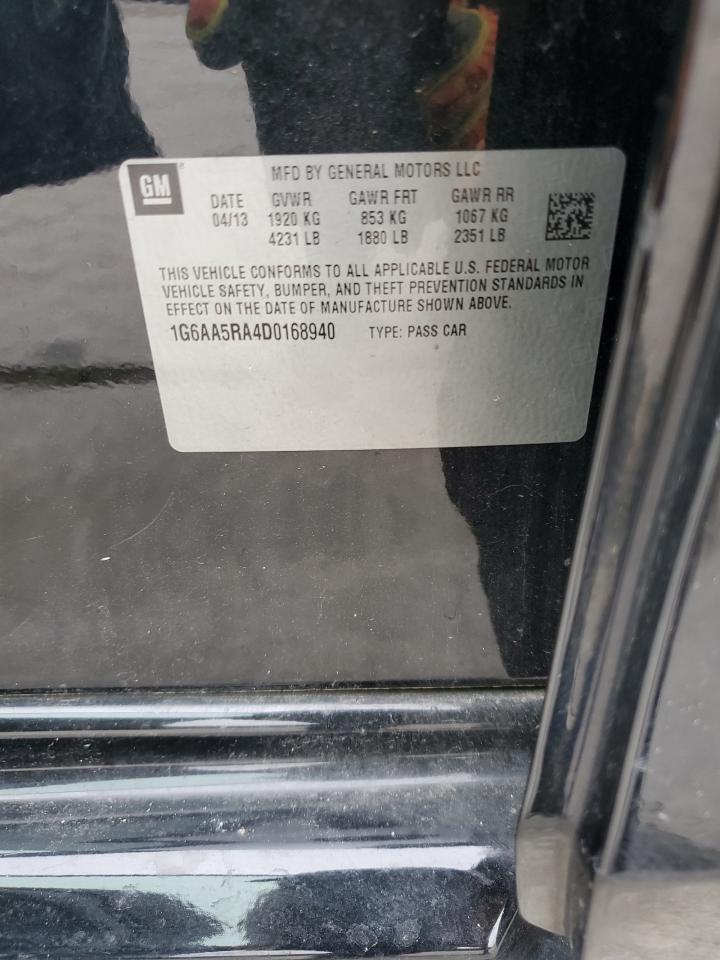 GM
MFD BY GENERAL MOTORS LLC
DATE GVWR GAWR FRT GAWR RR
04/13 1920 KG 853 KG 1067 KG
4231 LB 1880 LB 2351 LB
THIS VEHICLE CONFORMS TO ALL APPLICABLE U.S. FEDERAL MOTOR
VEHICLE SAFETY, BUMPER, AND THEFT PREVENTION STANDARDS IN
EFFECT ON THE DATE OF MANUFACTURE SHOWN ABOVE.
1G6AA5RA4D0168940 TYPE: PASS CAR